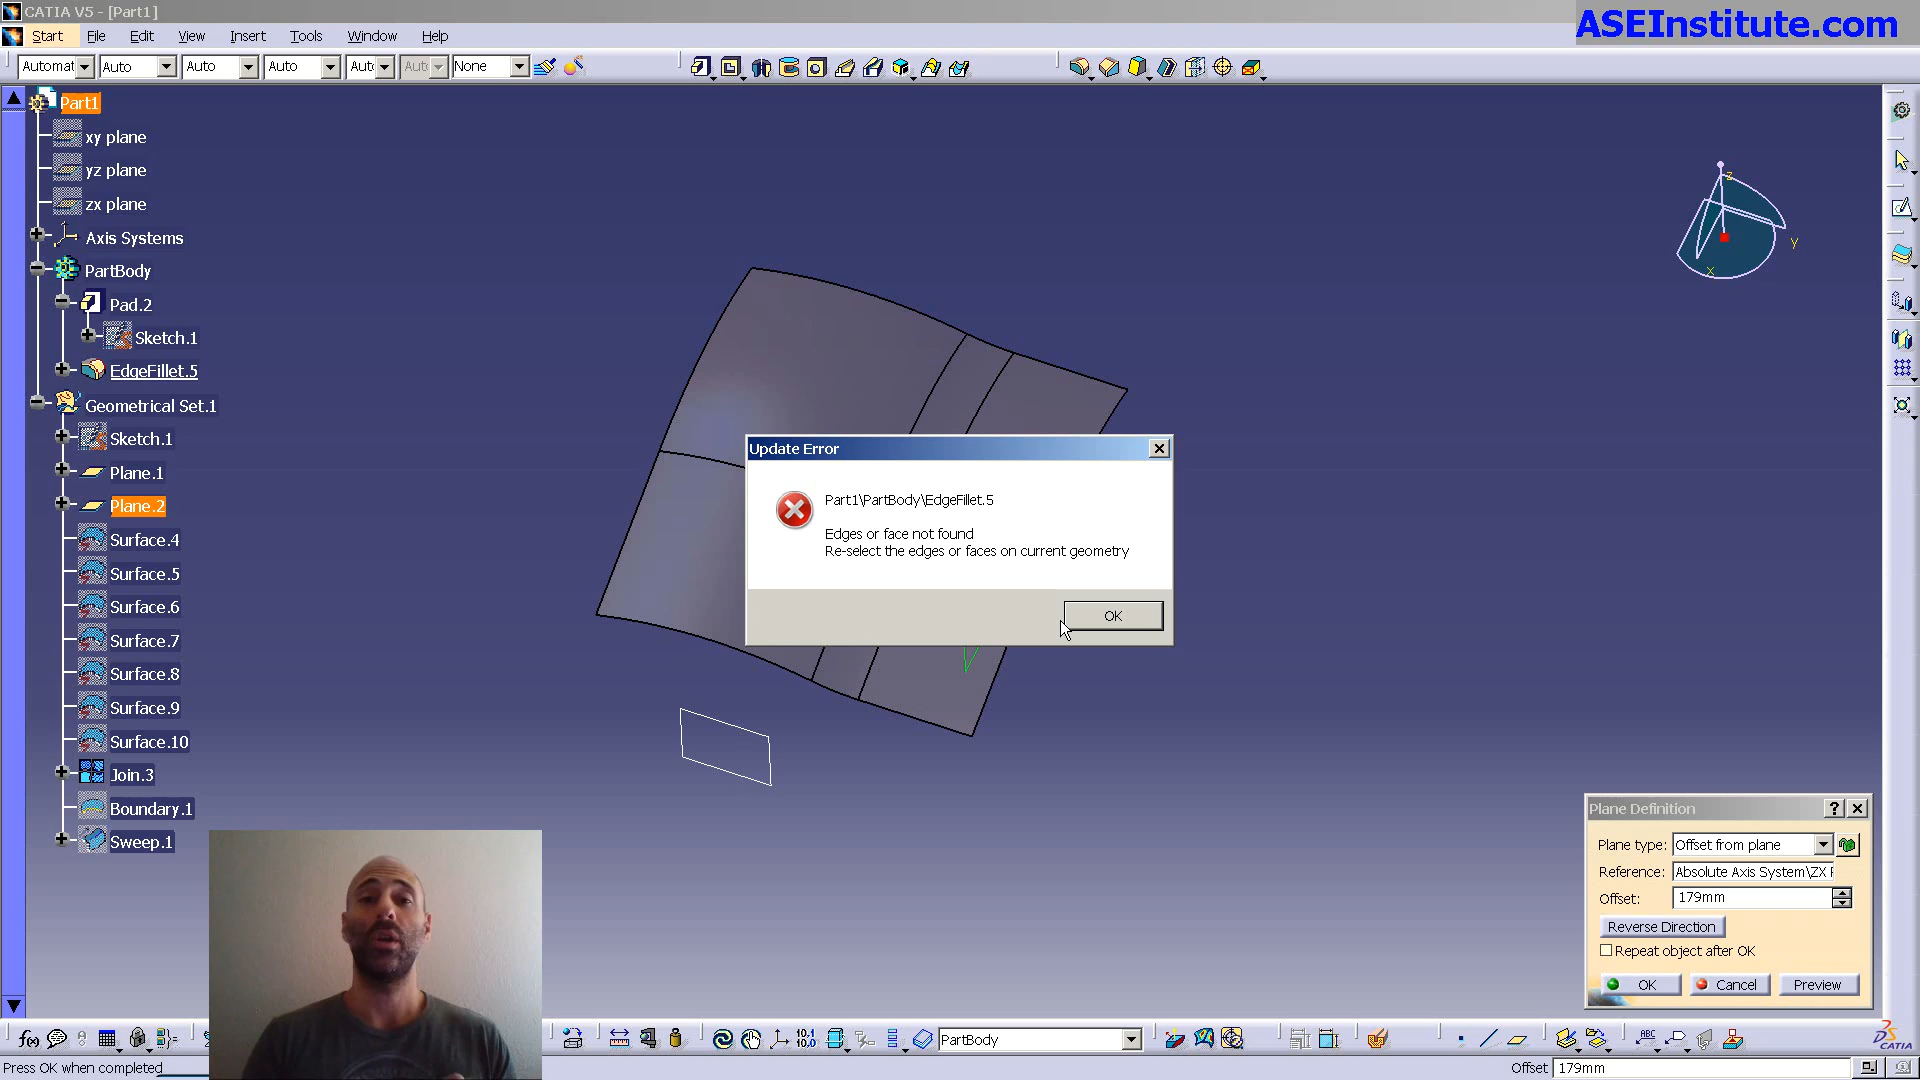 CATIA V5 - [Part1]
ASEInstitute.com
Start File Edit View Insert Tools Window Help
Automat Auto Auto Auto Aut Aut None
Part1
xy plane
yz plane
zx plane
Axis Systems
PartBody
Pad.2
Sketch.1
EdgeFillet.5
Geometrical Set.1
Sketch.1
Plane.1
Plane.2
Surface.4
Surface.5
Surface.6
Surface.7
Surface.8
Surface.9
Surface.10
Join.3
Boundary.1
Sweep.1
z
y
x
Update Error
Part1\PartBody\EdgeFillet.5
Edges or face not found
Re-select the edges or faces on current geometry
OK
Plane Definition
Plane type: Offset from plane
Reference: Absolute Axis System\ZX
Offset: 179mm
Reverse Direction
Repeat object after OK
OK Cancel Preview
PartBody
CATIA
Press OK when completed
Offset 179mm